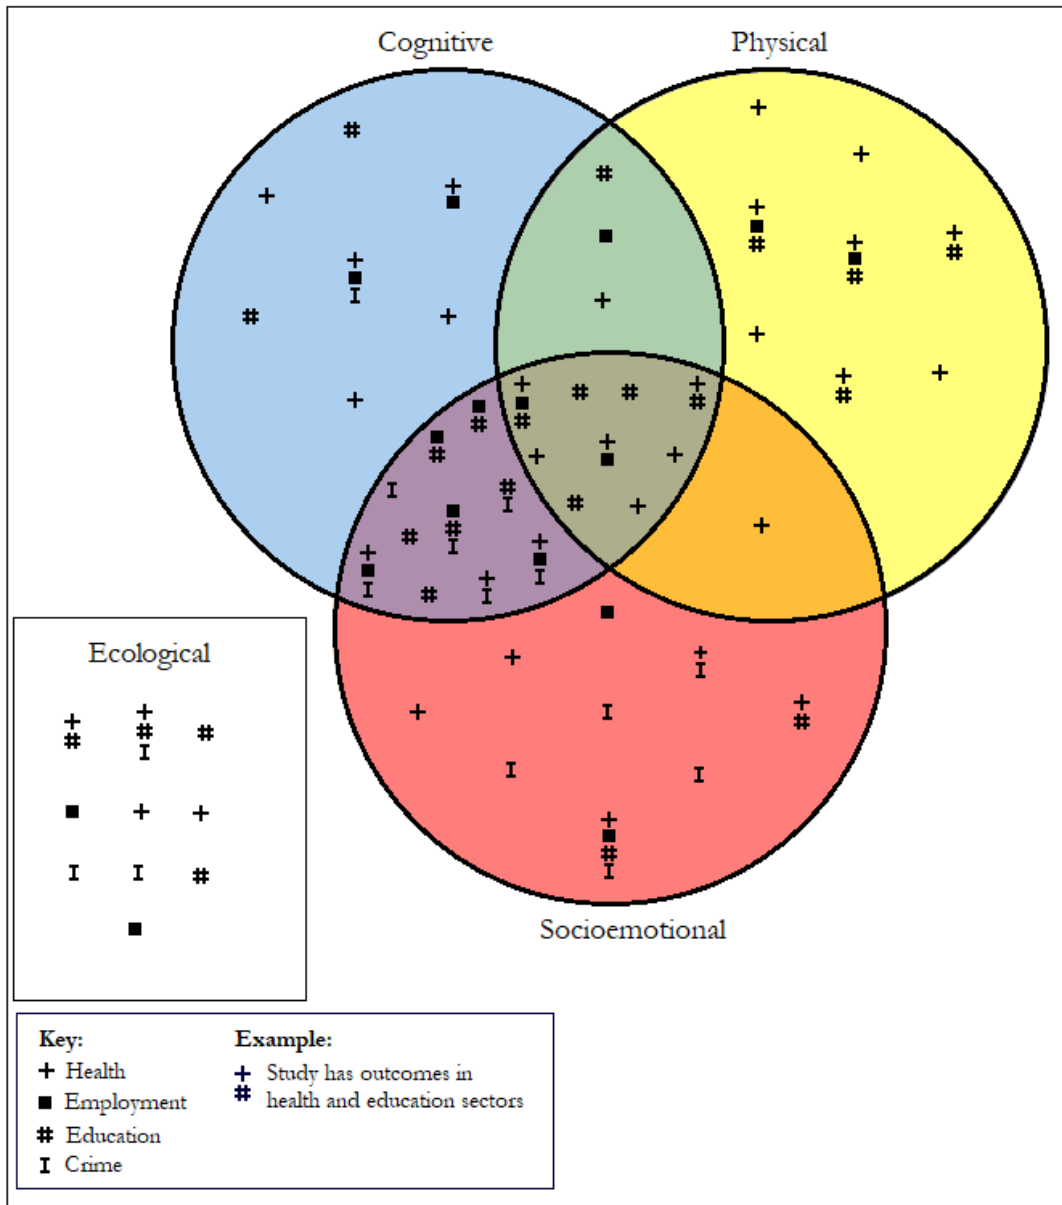 Cognitive
Physical
Ecological
Socioemotional
Key:
Health
Employment
Education
Crime
Example:
Study has outcomes in
health and education sectors